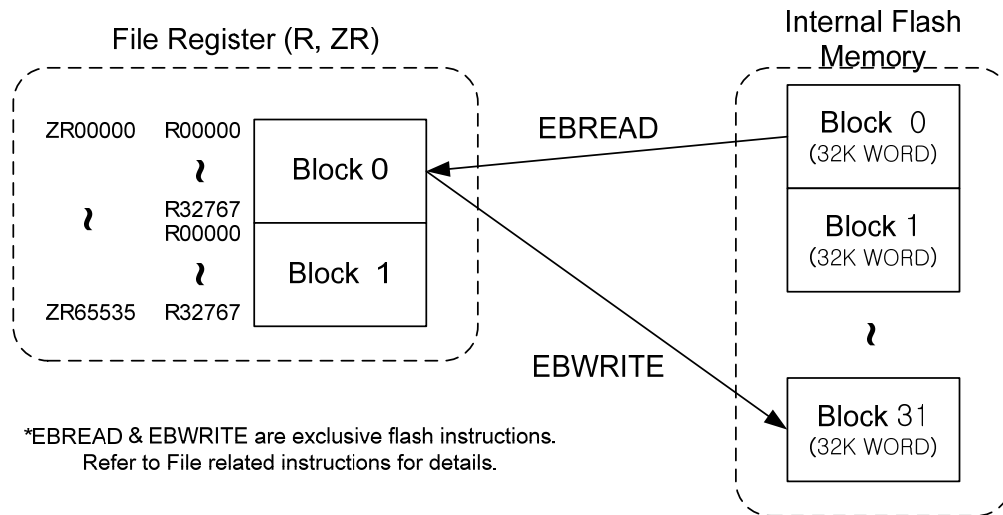 File Register (R, ZR)
Internal Flash
Memory
ZR00000 R00000
~
R32767
~
R00000
~
ZR65535 R32767
Block 0
Block 1
EBREAD
EBWRITE
Block 0
(32K WORD)
Block 1
(32K WORD)
~
Block 31
(32K WORD)
*EBREAD & EBWRITE are exclusive flash instructions.
Refer to File related instructions for details.